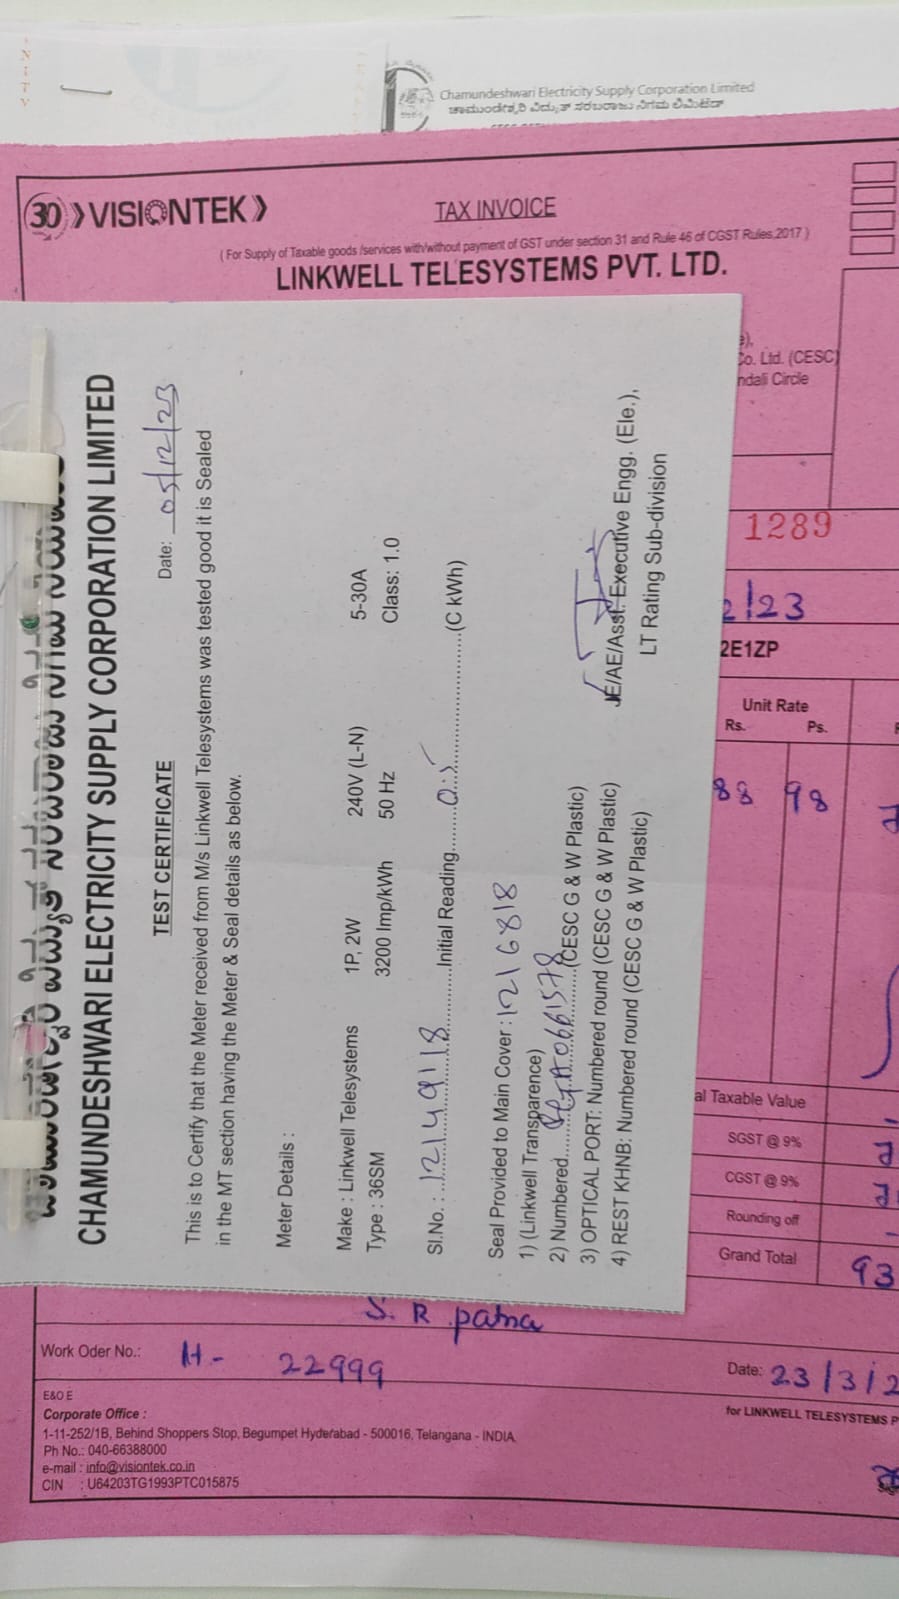 Chamundeshwari Electricity Supply Corporation Limited
ಚಾಮುಂಡೇಶ್ವರಿ ವಿದ್ಯುತ್ ಸರಬರಾಜು ನಿಗಮ ಲಿಮಿಟೆಡ್
30 VISIONTEK
TAX INVOICE
( For Supply of Taxable goods /services with/without payment of GST under section 31 and Rule 46 of CGST Rules,2017 )
LINKWELL TELESYSTEMS PVT. LTD.
Co. Ltd. (CESC)
Circle
1289
2/23
2E1ZP
Unit Rate
Rs. Ps.
88 98
Taxable Value
SGST @ 9%
CGST @ 9%
Rounding off
Grand Total
93
CHAMUNDESHWARI ELECTRICITY SUPPLY CORPORATION LIMITED
TEST CERTIFICATE Date: 05/12/23
This is to Certify that the Meter received from M/s Linkwell Telesystems was tested good it is Sealed
in the MT section having the Meter & Seal details as below.
Meter Details :
Make : Linkwell Telesystems 1P, 2W 240V (L-N) 5-30A
Type : 36SM 3200 Imp/kWh 50 Hz Class: 1.0
Sl.No. : 12149118 Initial Reading 0.5 (C kWh)
Seal Provided to Main Cover : 1216818
1) (Linkwell Transparence)
2) Numbered (CESC G & W Plastic)
3) OPTICAL PORT: Numbered round (CESC G & W Plastic)
4) REST KHNB: Numbered round (CESC G & W Plastic)
JE/AE/Asst. Executive Engg. (Ele.),
LT Rating Sub-division
S. R patna
Work Oder No.: H- 22999
Date: 23/3/2
E&O E
for LINKWELL TELESYSTEMS P
Corporate Office :
1-11-252/1B, Behind Shoppers Stop, Begumpet Hyderabad - 500016, Telangana - INDIA
Ph No.: 040-66388000
e-mail : info@visiontek.co.in
CIN : U64203TG1993PTC015875